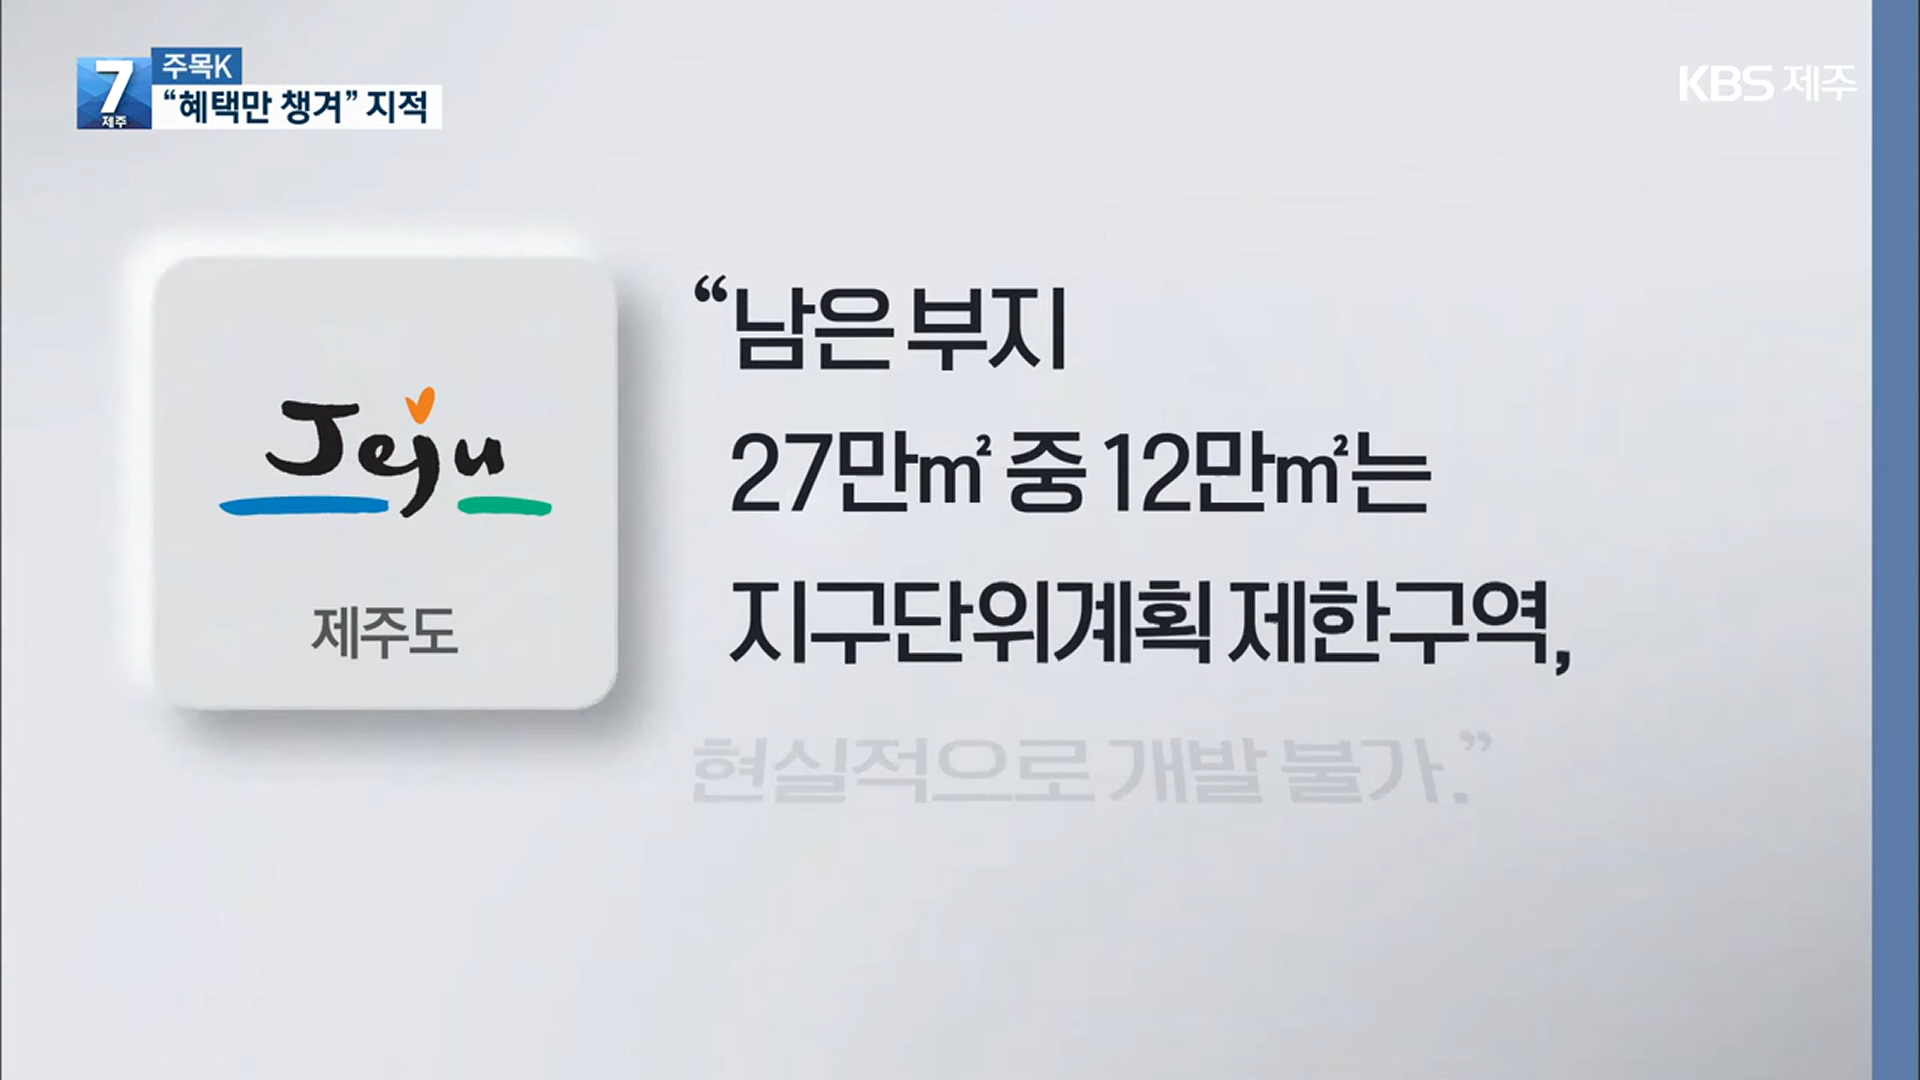 7
제주
주목K
“혜택만 챙겨” 지적
KBS 제주
Jeju
제주도
“남은 부지
27만㎡ 중 12만㎡는
지구단위계획 제한구역,
현실적으로 개발 불가.”